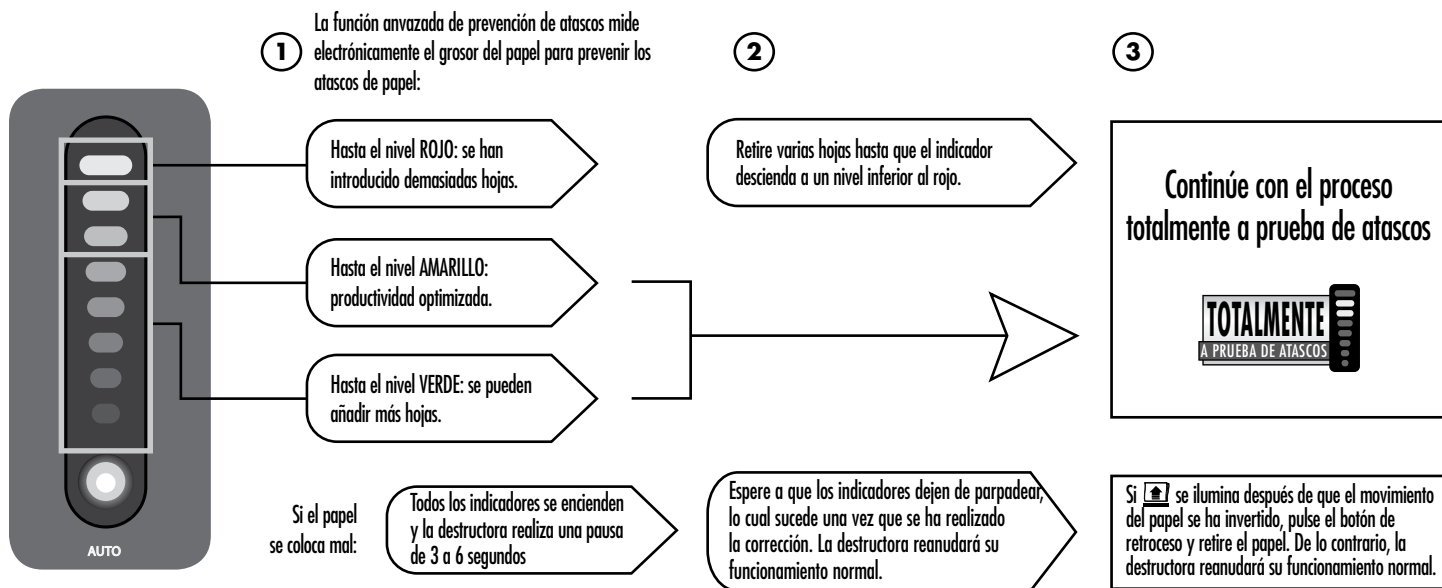 1
La función anvazada de prevención de atascos mide
electrónicamente el grosor del papel para prevenir los
atascos de papel:
2
3
Hasta el nivel ROJO: se han
introducido demasiadas hojas.
Retire varias hojas hasta que el indicador
descienda a un nivel inferior al rojo.
Continúe con el proceso
totalmente a prueba de atascos
Hasta el nivel AMARILLO:
productividad optimizada.
TOTALMENTE
A PRUEBA DE ATASCOS
Hasta el nivel VERDE: se pueden
añadir más hojas.
AUTO
Si el papel
se coloca mal:
Todos los indicadores se encienden
y la destructora realiza una pausa
de 3 a 6 segundos
Espere a que los indicadores dejen de parpadear,
lo cual sucede una vez que se ha realizado
la corrección. La destructora reanudará su
funcionamiento normal.
Si se ilumina después de que el movimiento
del papel se ha invertido, pulse el botón de
retroceso y retire el papel. De lo contrario, la
destructora reanudará su funcionamiento normal.